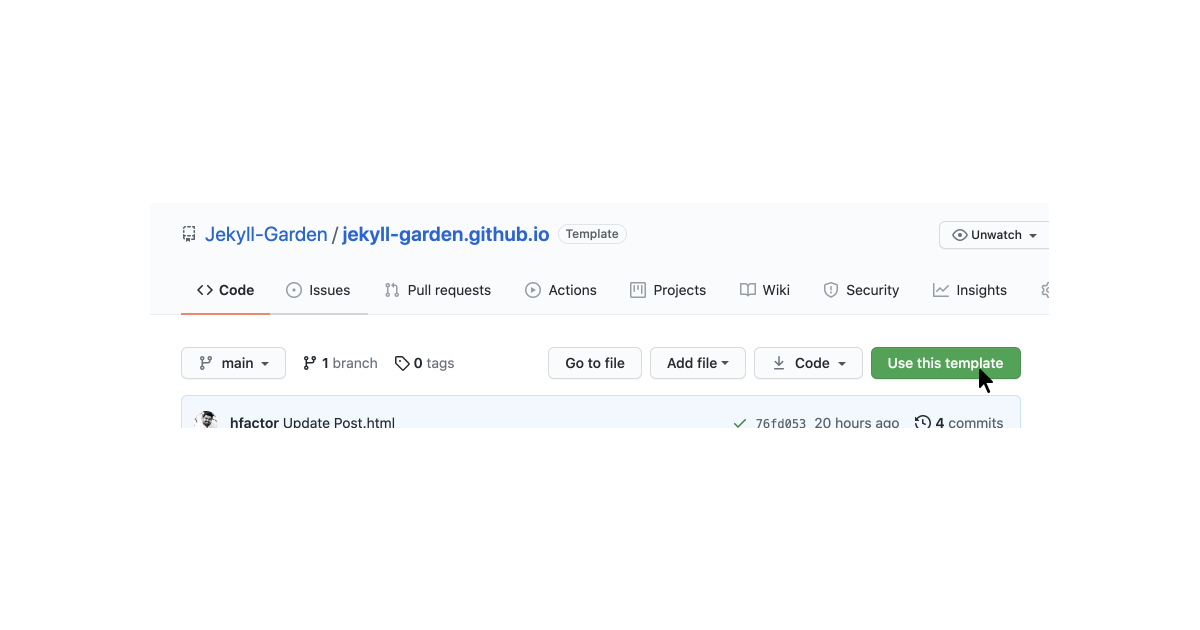 Jekyll-Garden / jekyll-garden.github.io Template Unwatch
Code Issues Pull requests Actions Projects Wiki Security Insights
main 1 branch 0 tags Go to file Add file Code Use this template
hfactor Update Post.html 76fd053 20 hours ago 4 commits